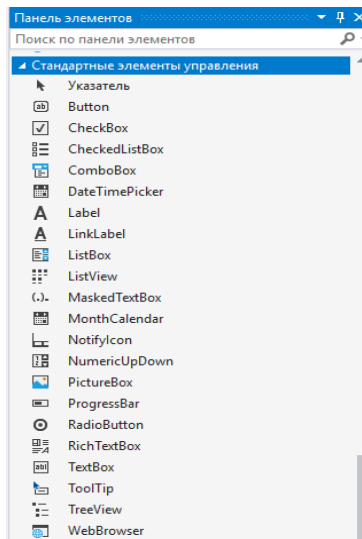 Панель элементов
Поиск по панели элементов
Стандартные элементы управления
Указатель
Button
CheckBox
CheckedListBox
ComboBox
DateTimePicker
Label
LinkLabel
ListBox
ListView
MaskedTextBox
MonthCalendar
NotifyIcon
NumericUpDown
PictureBox
ProgressBar
RadioButton
RichTextBox
TextBox
ToolTip
TreeView
WebBrowser